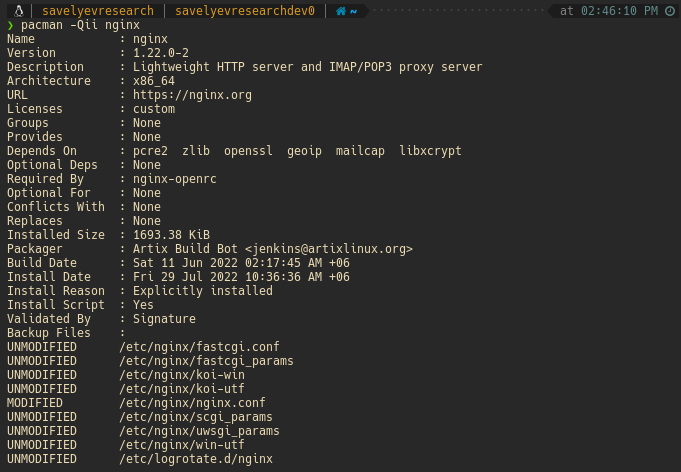 savelyevresearch | savelyevresearchdev0 | ~ at 02:46:10 PM
❯ pacman -Qii nginx
Name            : nginx
Version         : 1.22.0-2
Description     : Lightweight HTTP server and IMAP/POP3 proxy server
Architecture    : x86_64
URL             : https://nginx.org
Licenses        : custom
Groups          : None
Provides        : None
Depends On      : pcre2  zlib  openssl  geoip  mailcap  libxcrypt
Optional Deps   : None
Required By     : nginx-openrc
Optional For    : None
Conflicts With  : None
Replaces        : None
Installed Size  : 1693.38 KiB
Packager        : Artix Build Bot <jenkins@artixlinux.org>
Build Date      : Sat 11 Jun 2022 02:17:45 AM +06
Install Date    : Fri 29 Jul 2022 10:36:36 AM +06
Install Reason  : Explicitly installed
Install Script  : Yes
Validated By    : Signature
Backup Files    :
UNMODIFIED      /etc/nginx/fastcgi.conf
UNMODIFIED      /etc/nginx/fastcgi_params
UNMODIFIED      /etc/nginx/koi-win
UNMODIFIED      /etc/nginx/koi-utf
MODIFIED        /etc/nginx/nginx.conf
UNMODIFIED      /etc/nginx/scgi_params
UNMODIFIED      /etc/nginx/uwsgi_params
UNMODIFIED      /etc/nginx/win-utf
UNMODIFIED      /etc/logrotate.d/nginx